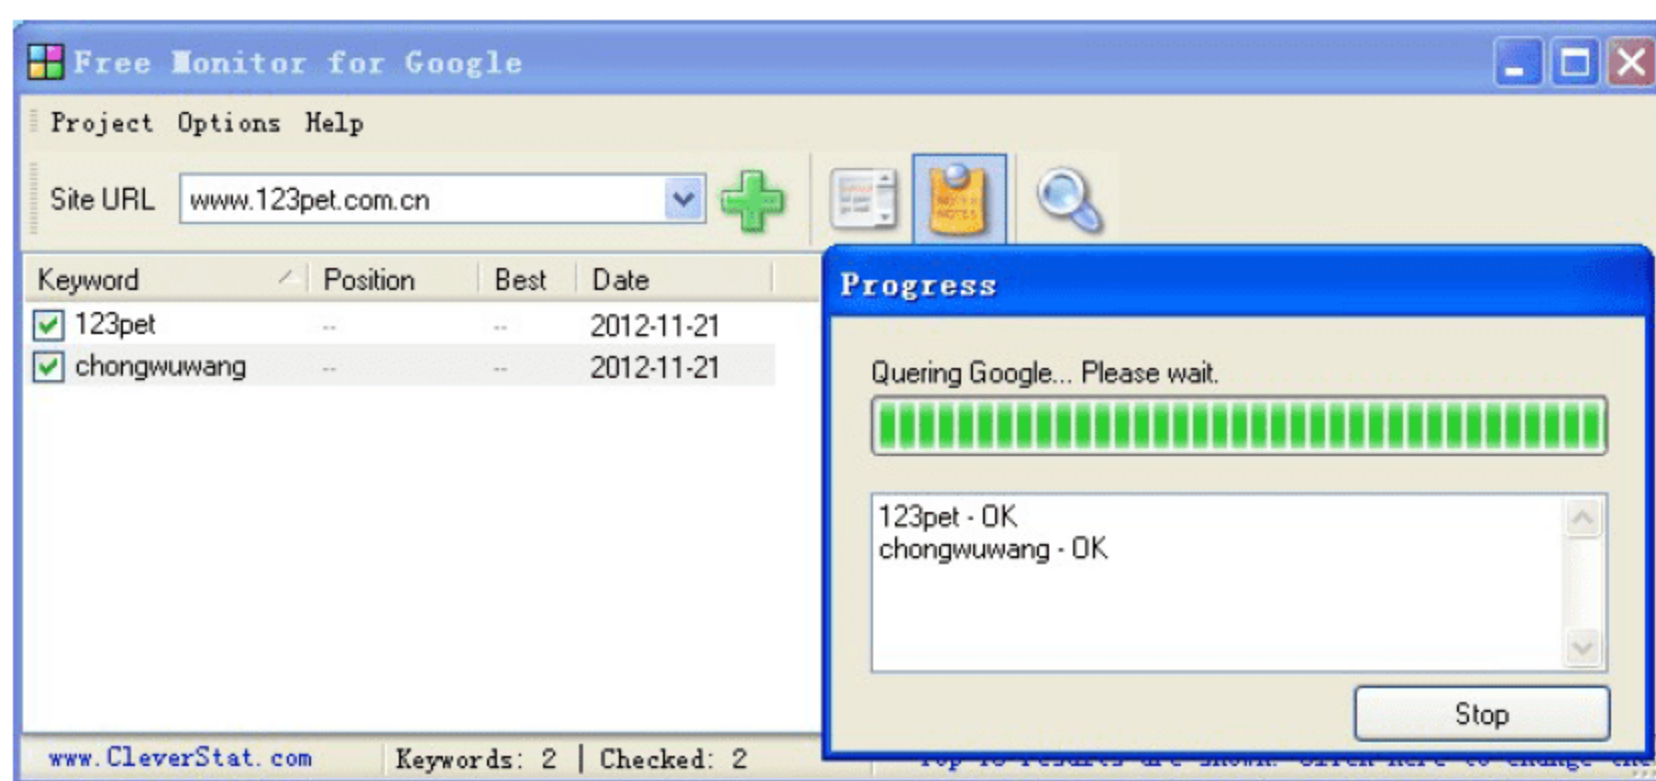 Free Monitor for Google
Project Options Help
Site URL www.123pet.com.cn
Keyword Position Best Date
123pet -- -- 2012-11-21
chongwuwang -- -- 2012-11-21
Progress
Quering Google... Please wait.
123pet - OK
chongwuwang - OK
Stop
www.CleverStat.com Keywords: 2 | Checked: 2